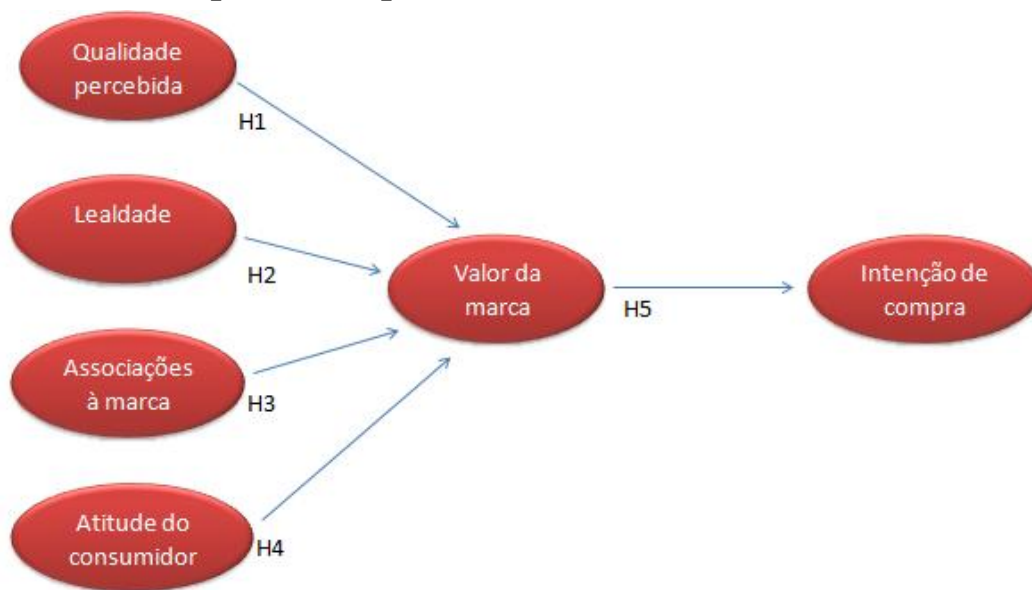 Qualidade
percebida
H1
Lealdade
H2
Valor da
marca
H5
Intenção de
compra
Associações
à marca
H3
Atitude do
consumidor
H4